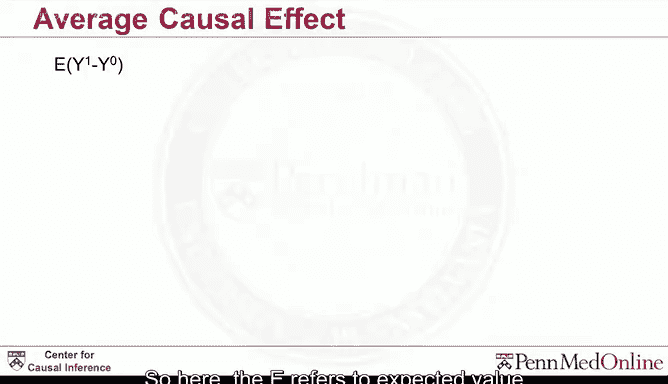 Average Causal Effect
E(Y¹-Y⁰)
Center for
Causal Inference
PennMedOnline
So here, the E refers to expected value